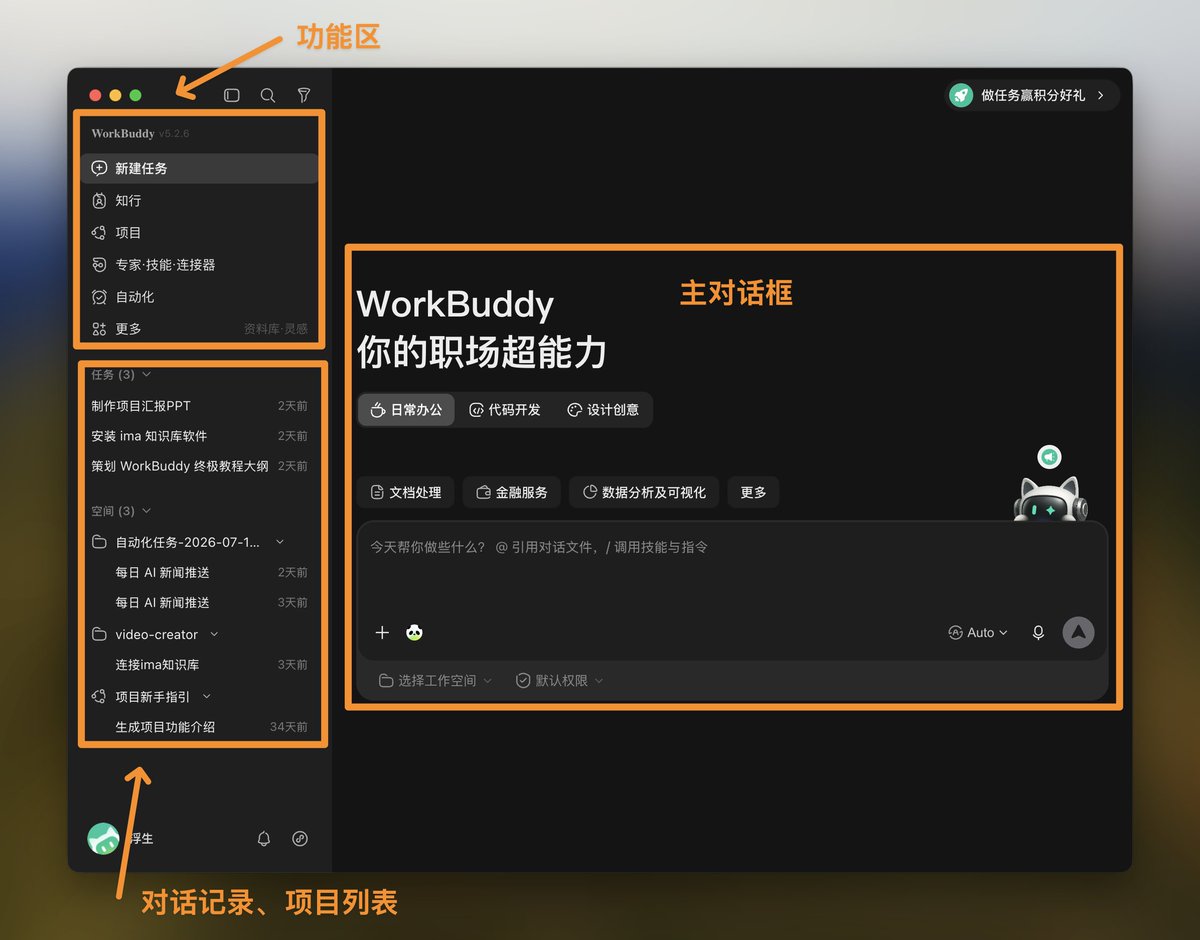 功能区
做任务赢积分好礼
WorkBuddy v5.2.6
新建任务
知行
项目
专家·技能·连接器
自动化
更多 资料库·灵感
任务 (3)
制作项目汇报PPT 2天前
安装 ima 知识库软件 2天前
策划 WorkBuddy 终极教程大纲 2天前
空间 (3)
自动化任务-2026-07-1...
每日 AI 新闻推送 2天前
每日 AI 新闻推送 3天前
video-creator
连接ima知识库 3天前
项目新手指引
生成项目功能介绍 34天前
浮生
对话记录、项目列表
主对话框
WorkBuddy
你的职场超能力
日常办公 代码开发 设计创意
文档处理 金融服务 数据分析及可视化 更多
今天帮你做些什么? @ 引用对话文件, / 调用技能与指令
Auto
选择工作空间 默认权限